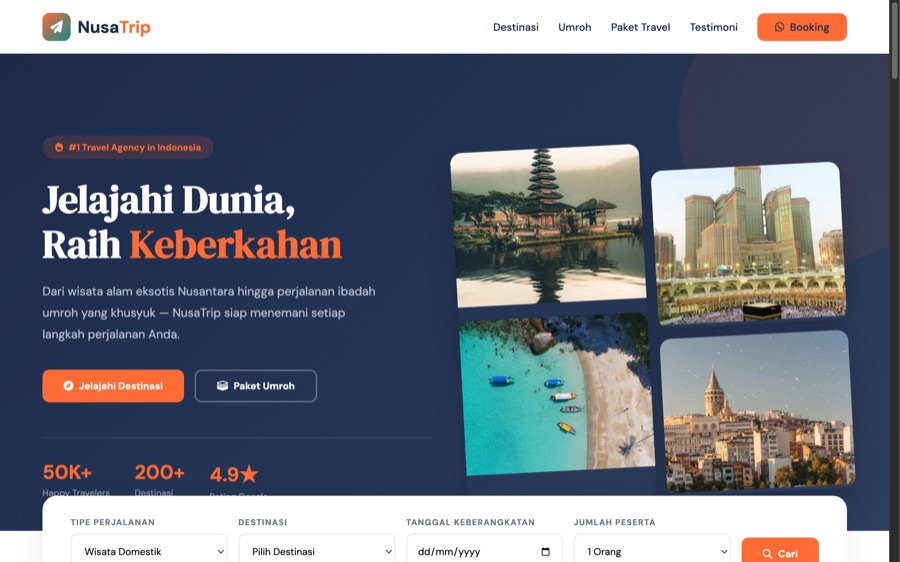 NusaTrip
Destinasi
Umroh
Paket Travel
Testimoni
Booking
#1 Travel Agency in Indonesia
Jelajahi Dunia,
Raih Keberkahan
Dari wisata alam eksotis Nusantara hingga perjalanan ibadah
umroh yang khusyuk — NusaTrip siap menemani setiap
langkah perjalanan Anda.
Jelajahi Destinasi
Paket Umroh
50K+
200+
4.9★
Happy Travelers
Destinasi
Rating Google
TIPE PERJALANAN
DESTINASI
TANGGAL KEBERANGKATAN
JUMLAH PESERTA
Wisata Domestik
Pilih Destinasi
dd/mm/yyyy
1 Orang
Cari